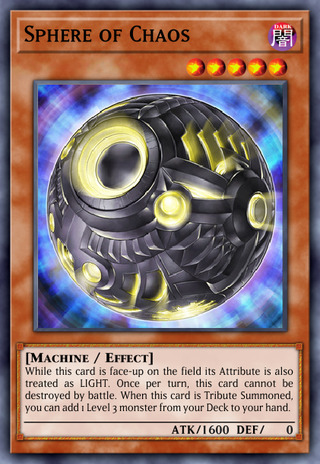 Sphere of Chaos
DARK
闇
[Machine / Effect]
While this card is face-up on the field its Attribute is also
treated as LIGHT. Once per turn, this card cannot be
destroyed by battle. When this card is Tribute Summoned,
you can add 1 Level 3 monster from your Deck to your hand.
ATK/1600 DEF/ 0